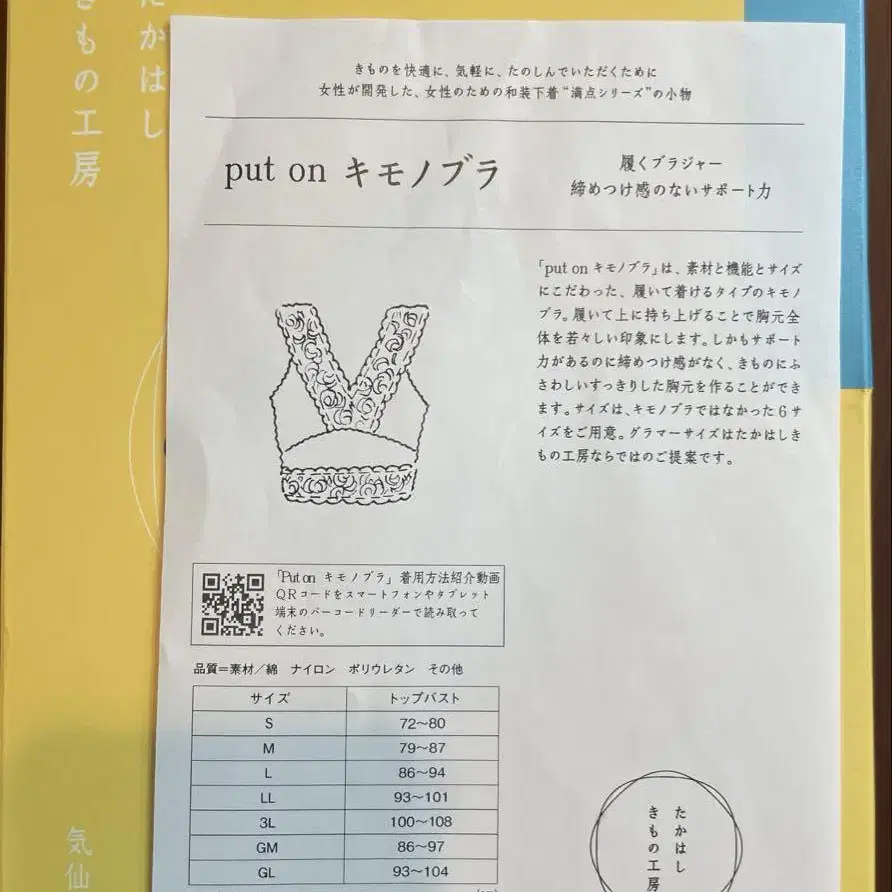 たかはし
きもの工房
気仙
きものを快適に、気軽に、たのしんでいただくために
女性が開発した、女性のための和装下着“満点シリーズ”の小物
put on キモノブラ
履くブラジャー
締めつけ感のないサポート力
「put on キモノブラ」は、素材と機能とサイズ
にこだわった、履いて着けるタイプのキモノ
ブラ。履いて上に持ち上げることで胸元全
体を若々しい印象にします。しかもサポート
力があるのに締めつけ感がなく、きものにふ
さわしいすっきりした胸元を作ることができ
ます。サイズは、キモノブラではなかった6サ
イズをご用意。グラマーサイズはたかはしき
もの工房ならではのご提案です。
「Put on キモノブラ」着用方法紹介動画
QRコードをスマートフォンやタブレット
端末のバーコードリーダーで読み取って
ください。
品質=素材/綿 ナイロン ポリウレタン その他
サイズ トップバスト
S 72～80
M 79～87
L 86～94
LL 93～101
3L 100～108
GM 86～97
GL 93～104
たかはし
きもの工房